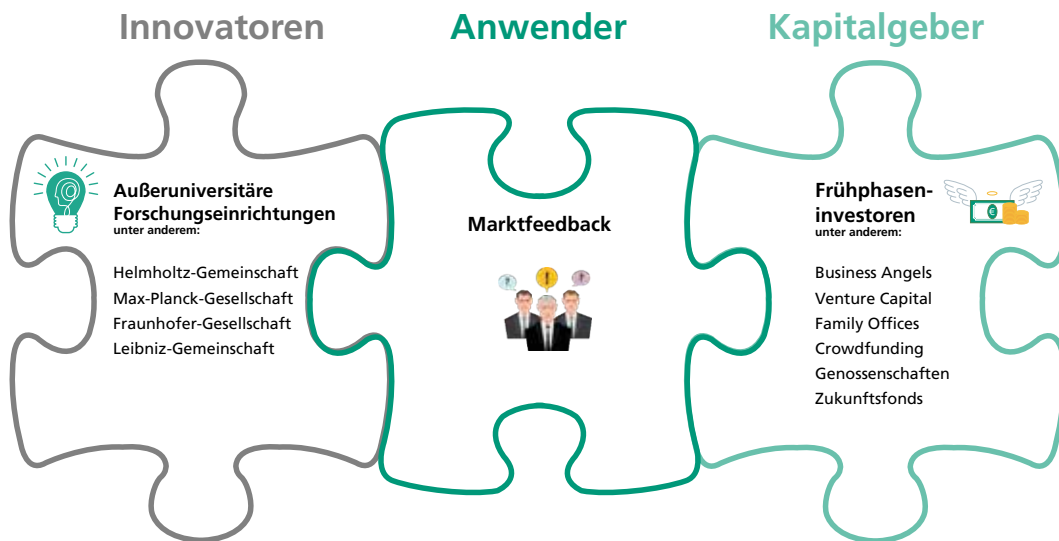 Innovatoren
Anwender
Kapitalgeber
Außeruniversitäre
Forschungseinrichtungen
unter anderem:
Helmholtz-Gemeinschaft
Max-Planck-Gesellschaft
Fraunhofer-Gesellschaft
Leibniz-Gemeinschaft
Marktfeedback
Frühphasen-
investoren
unter anderem:
Business Angels
Venture Capital
Family Offices
Crowdfunding
Genossenschaften
Zukunftsfonds